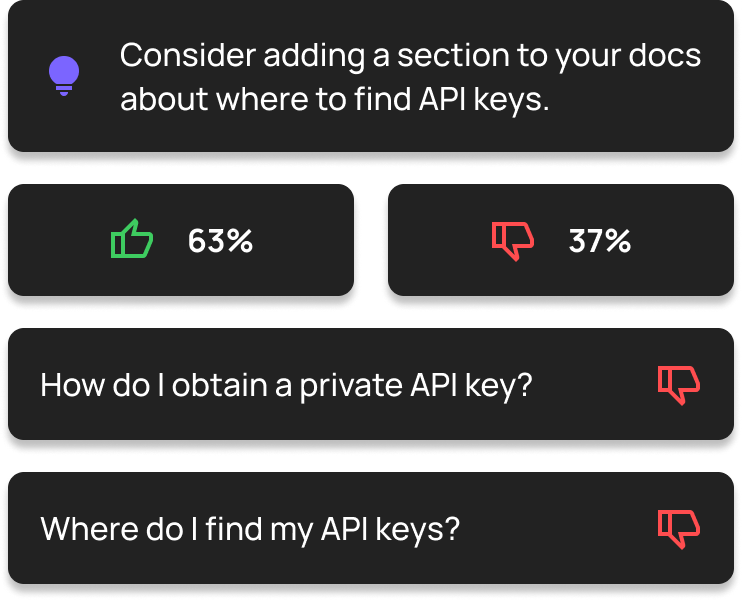 Consider adding a section to your docs
about where to find API keys.
63%
37%
How do I obtain a private API key?
Where do I find my API keys?